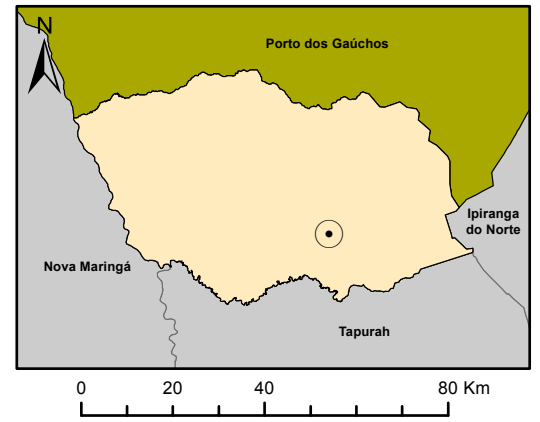 N
Porto dos Gaúchos
Ipiranga
do Norte
Nova Maringá
Tapurah
0 20 40 80 Km